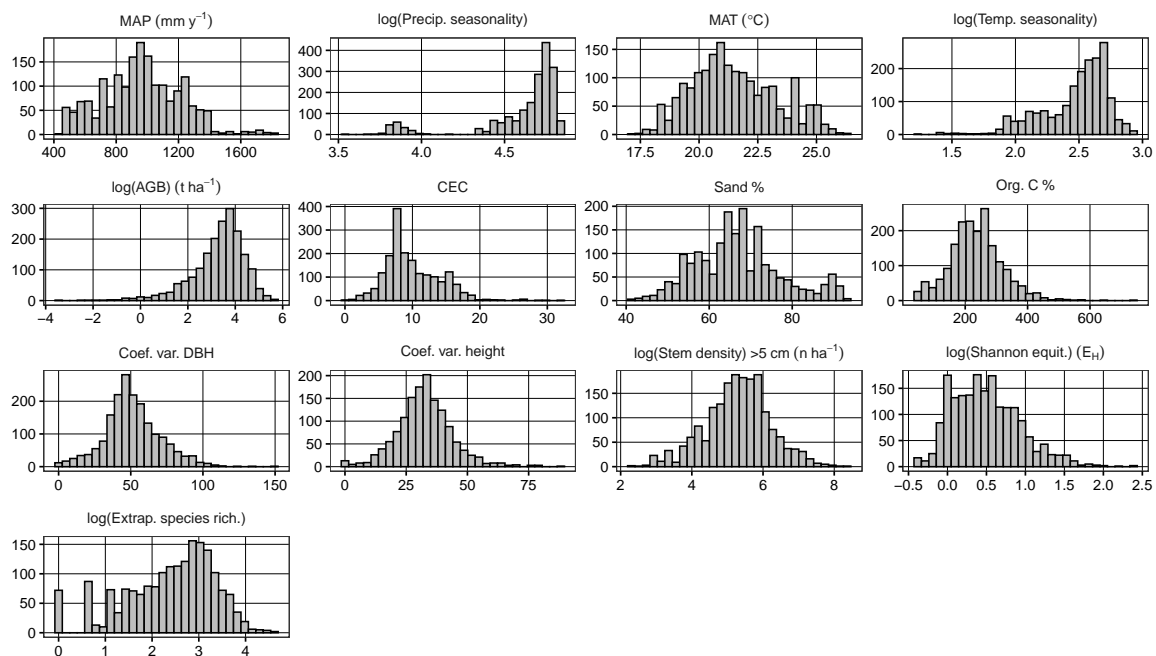 MAP (mm y⁻¹)
150
100
50
0
400 800 1200 1600
log(Precip. seasonality)
400
300
200
100
0
3.5 4.0 4.5
MAT (°C)
150
100
50
0
17.5 20.0 22.5 25.0
log(Temp. seasonality)
200
100
0
1.5 2.0 2.5 3.0
log(AGB) (t ha⁻¹)
300
200
100
0
−4 −2 0 2 4 6
CEC
400
300
200
100
0
0 10 20 30
Sand %
200
150
100
50
0
40 60 80
Org. C %
200
100
0
200 400 600
Coef. var. DBH
200
100
0
0 50 100 150
Coef. var. height
200
150
100
50
0
0 25 50 75
log(Stem density) >5 cm (n ha⁻¹)
150
100
50
0
2 4 6 8
log(Shannon equit.) (E_H)
150
100
50
0
−0.5 0.0 0.5 1.0 1.5 2.0 2.5
log(Extrap. species rich.)
150
100
50
0
0 1 2 3 4